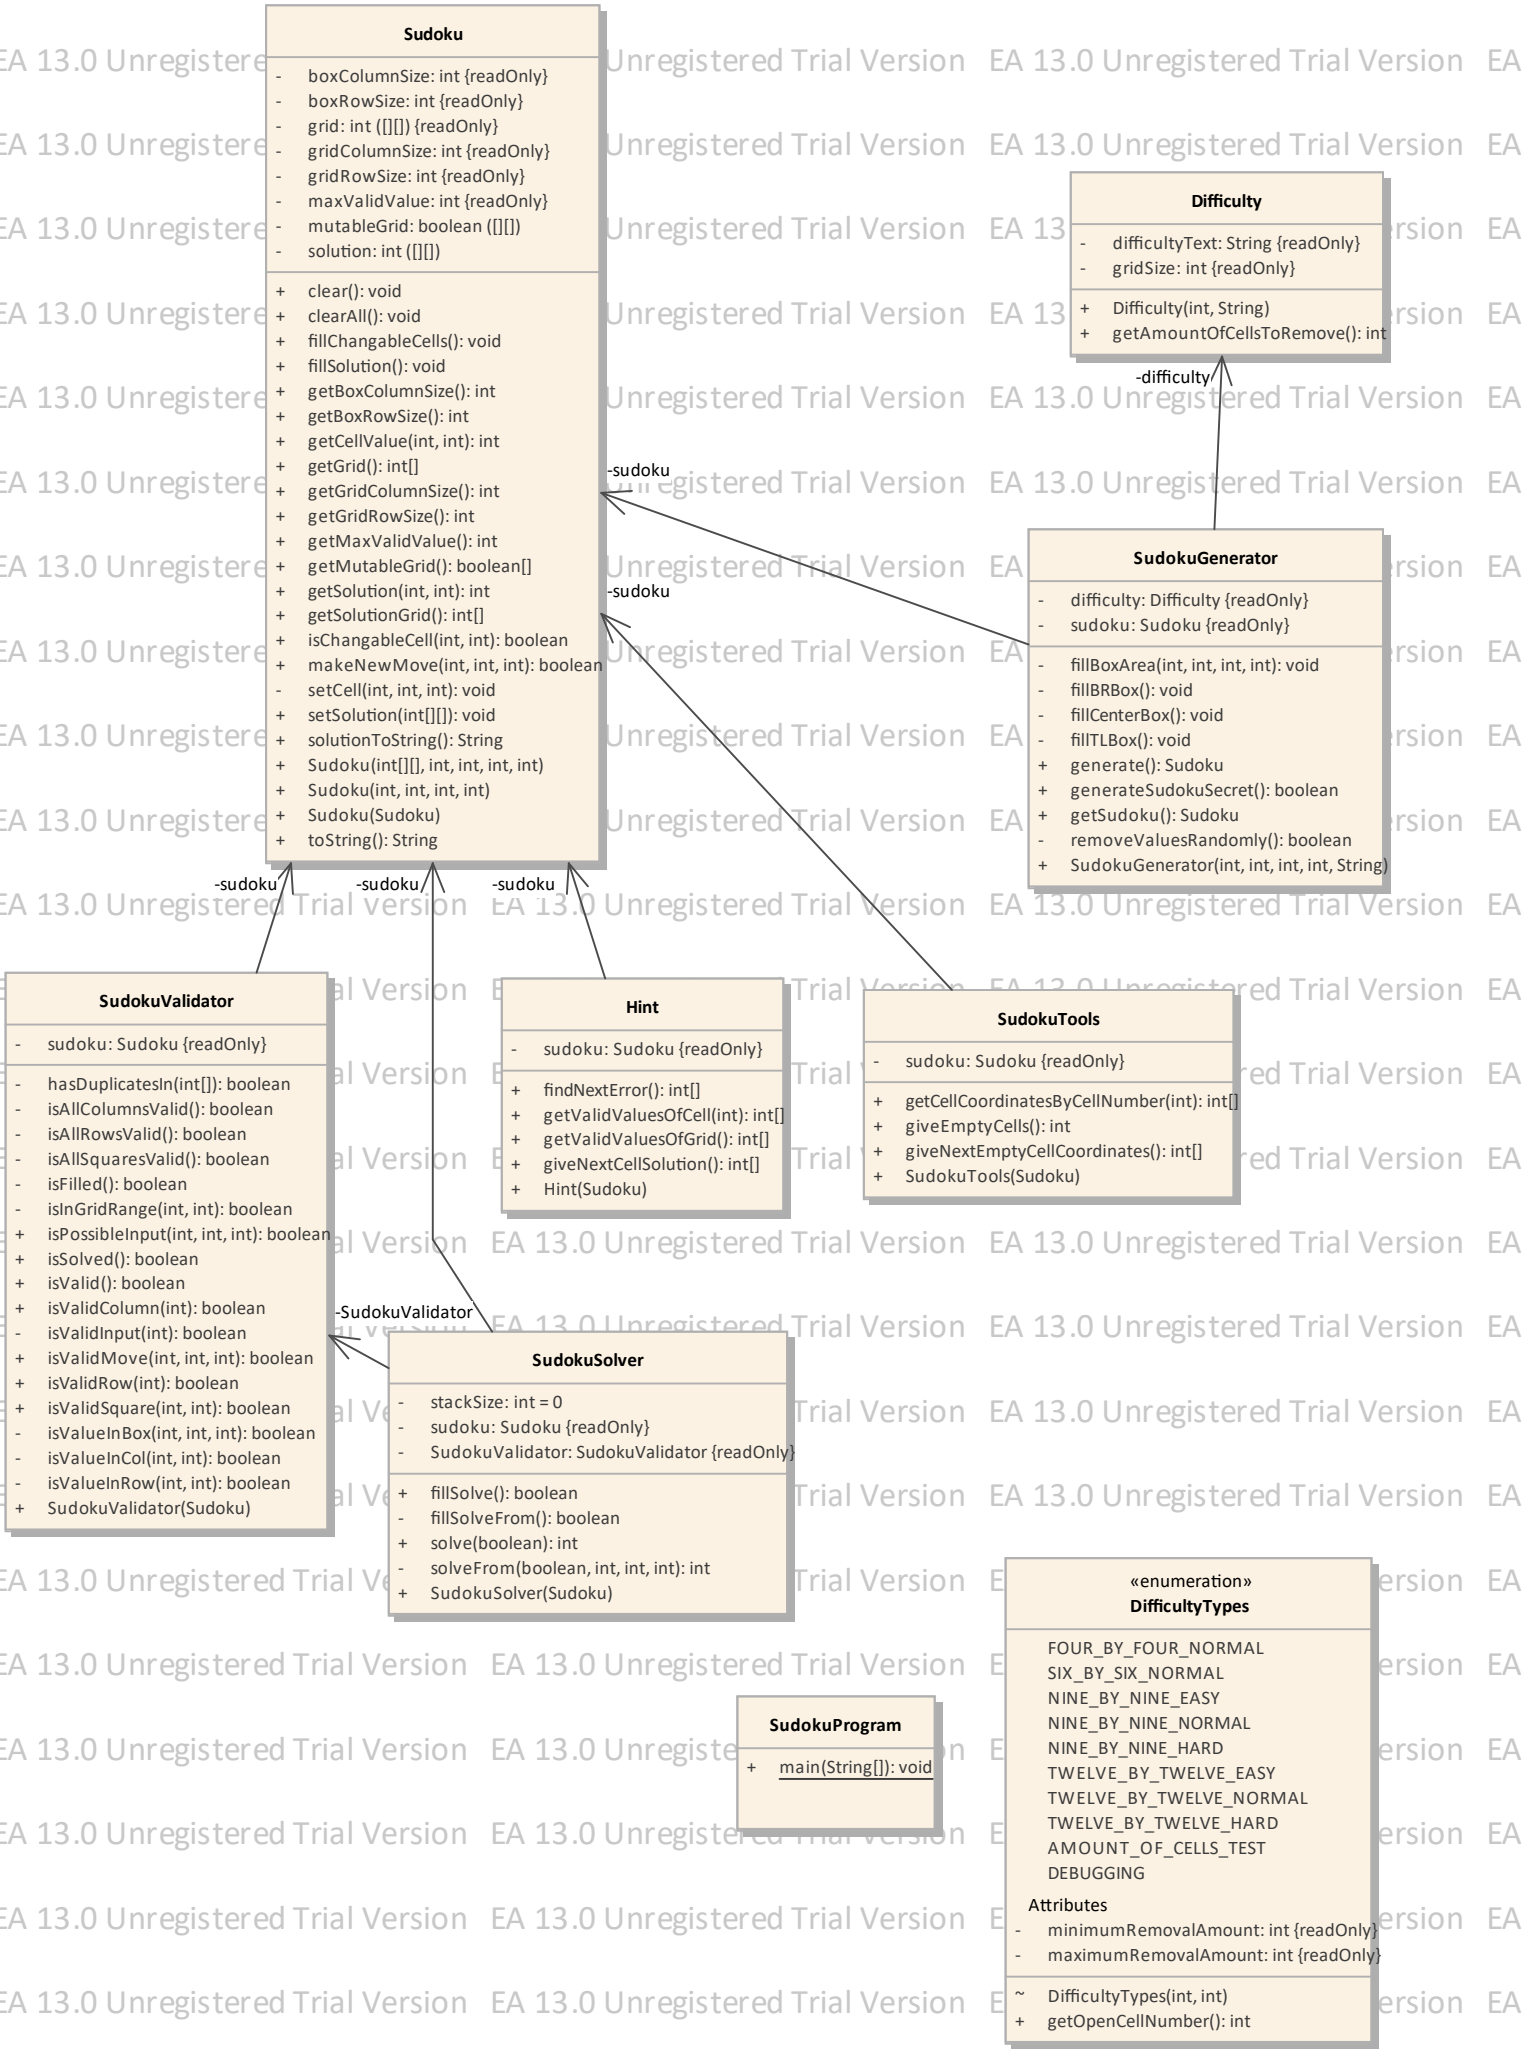 Sudoku
- boxColumnSize: int {readOnly}
- boxRowSize: int {readOnly}
- grid: int ([][]) {readOnly}
- gridColumnSize: int {readOnly}
- gridRowSize: int {readOnly}
- maxValidValue: int {readOnly}
- mutableGrid: boolean ([][])
- solution: int ([][])
+ clear(): void
+ clearAll(): void
+ fillChangableCells(): void
+ fillSolution(): void
+ getBoxColumnSize(): int
+ getBoxRowSize(): int
+ getCellValue(int, int): int
+ getGrid(): int[]
+ getGridColumnSize(): int
+ getGridRowSize(): int
+ getMaxValidValue(): int
+ getMutableGrid(): boolean[]
+ getSolution(int, int): int
+ getSolutionGrid(): int[]
+ isChangableCell(int, int): boolean
+ makeNewMove(int, int, int): boolean
- setCell(int, int, int): void
+ setSolution(int[][]): void
+ solutionToString(): String
+ Sudoku(int[][], int, int, int, int)
+ Sudoku(int, int, int, int)
+ Sudoku(Sudoku)
+ toString(): String
Difficulty
- difficultyText: String {readOnly}
- gridSize: int {readOnly}
+ Difficulty(int, String)
+ getAmountOfCellsToRemove(): int
-difficulty
-sudoku
-sudoku
SudokuGenerator
- difficulty: Difficulty {readOnly}
- sudoku: Sudoku {readOnly}
- fillBoxArea(int, int, int, int): void
- fillBRBox(): void
- fillCenterBox(): void
- fillTLBox(): void
+ generate(): Sudoku
+ generateSudokuSecret(): boolean
+ getSudoku(): Sudoku
- removeValuesRandomly(): boolean
+ SudokuGenerator(int, int, int, int, String)
-sudoku
-sudoku
-sudoku
SudokuValidator
- sudoku: Sudoku {readOnly}
- hasDuplicatesIn(int[]): boolean
- isAllColumnsValid(): boolean
- isAllRowsValid(): boolean
- isAllSquaresValid(): boolean
- isFilled(): boolean
- isInGridRange(int, int): boolean
+ isPossibleInput(int, int, int): boolean
+ isSolved(): boolean
+ isValid(): boolean
+ isValidColumn(int): boolean
- isValidInput(int): boolean
+ isValidMove(int, int, int): boolean
+ isValidRow(int): boolean
+ isValidSquare(int, int): boolean
- isValueInBox(int, int, int): boolean
- isValueInCol(int, int): boolean
- isValueInRow(int, int): boolean
+ SudokuValidator(Sudoku)
Hint
- sudoku: Sudoku {readOnly}
+ findNextError(): int[]
+ getValidValuesOfCell(int): int[]
+ getValidValuesOfGrid(): int[]
+ giveNextCellSolution(): int[]
+ Hint(Sudoku)
SudokuTools
- sudoku: Sudoku {readOnly}
+ getCellCoordinatesByCellNumber(int): int[]
+ giveEmptyCells(): int
+ giveNextEmptyCellCoordinates(): int[]
+ SudokuTools(Sudoku)
-SudokuValidator
SudokuSolver
- stackSize: int = 0
- sudoku: Sudoku {readOnly}
- SudokuValidator: SudokuValidator {readOnly}
+ fillSolve(): boolean
- fillSolveFrom(): boolean
+ solve(boolean): int
- solveFrom(boolean, int, int, int): int
+ SudokuSolver(Sudoku)
SudokuProgram
+ main(String[]): void
«enumeration»
DifficultyTypes
FOUR_BY_FOUR_NORMAL
SIX_BY_SIX_NORMAL
NINE_BY_NINE_EASY
NINE_BY_NINE_NORMAL
NINE_BY_NINE_HARD
TWELVE_BY_TWELVE_EASY
TWELVE_BY_TWELVE_NORMAL
TWELVE_BY_TWELVE_HARD
AMOUNT_OF_CELLS_TEST
DEBUGGING
Attributes
- minimumRemovalAmount: int {readOnly}
- maximumRemovalAmount: int {readOnly}
~ DifficultyTypes(int, int)
+ getOpenCellNumber(): int
EA 13.0 Unregistered Trial Version